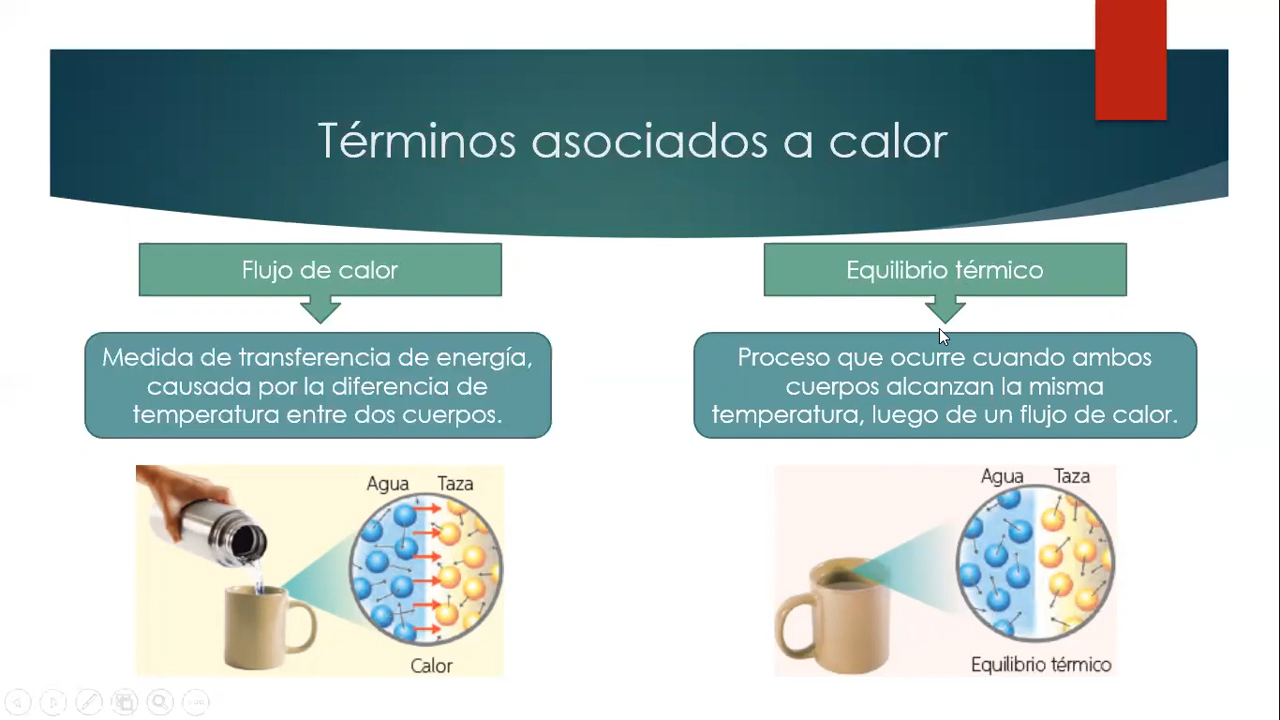 Términos asociados a calor
Flujo de calor
Medida de transferencia de energía,
causada por la diferencia de
temperatura entre dos cuerpos.
Agua Taza
Calor
Equilibrio térmico
Proceso que ocurre cuando ambos
cuerpos alcanzan la misma
temperatura, luego de un flujo de calor.
Agua Taza
Equilibrio térmico